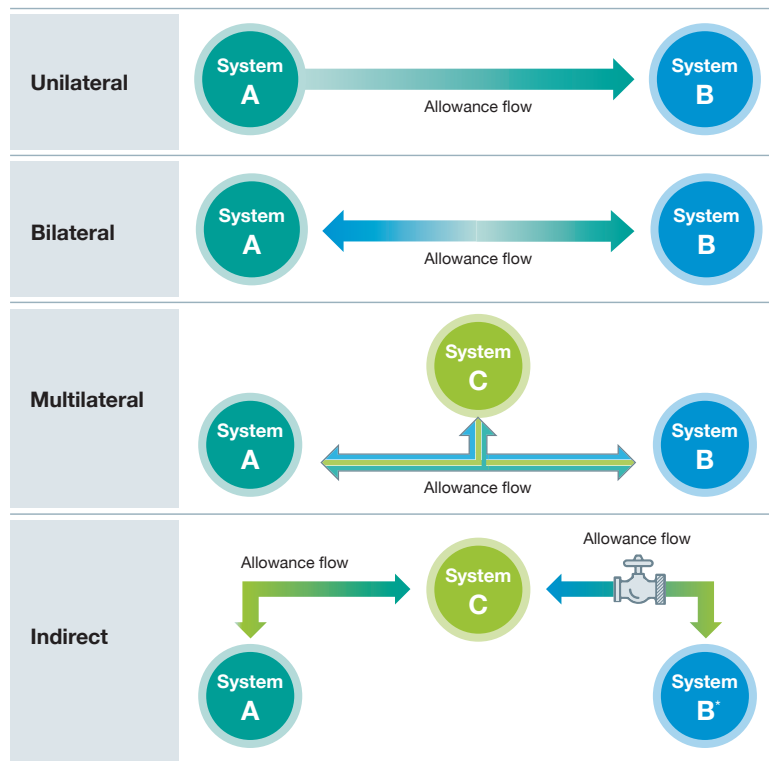 Unilateral
System
A
Allowance flow
System
B
Bilateral
System
A
Allowance flow
System
B
Multilateral
System
C
System
A
Allowance flow
System
B
Indirect
Allowance flow
System
C
Allowance flow
System
A
System
B*